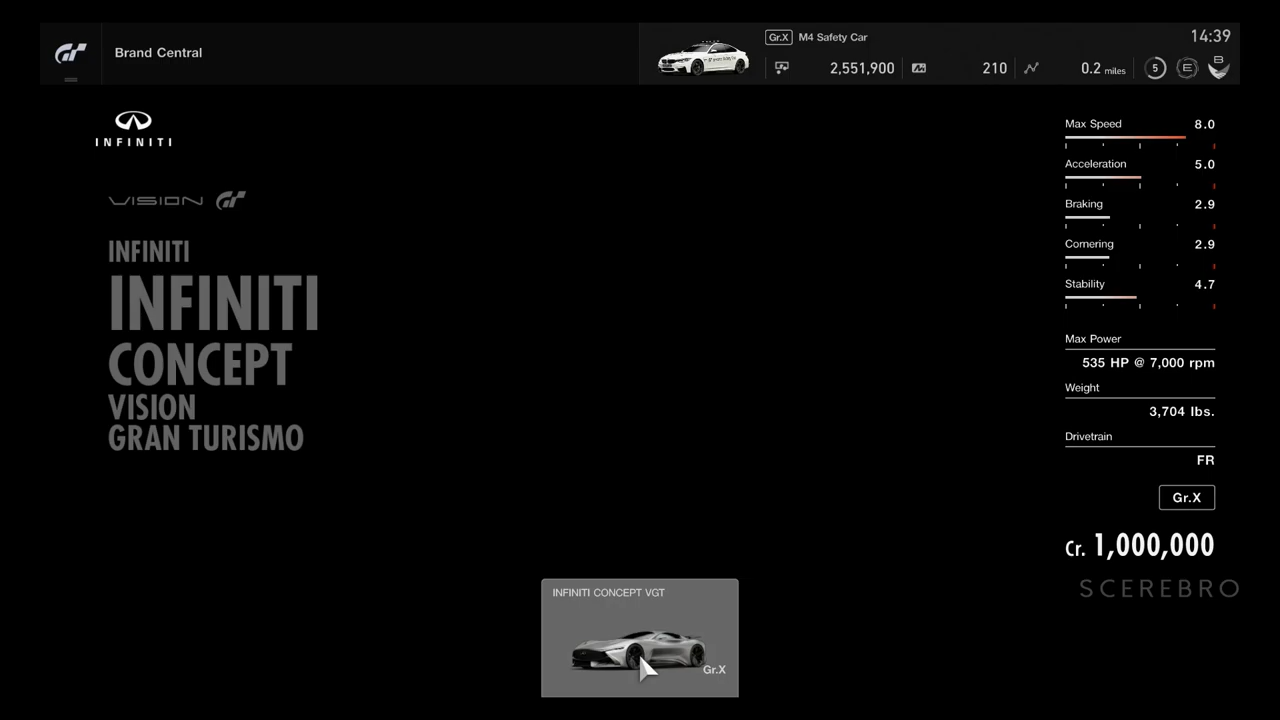 Brand Central
Gr.X M4 Safety Car
14:39
2,551,900
210
0.2 miles
5
E
B
INFINITI
VISION GT
INFINITI
INFINITI
CONCEPT
VISION
GRAN TURISMO
Max Speed 8.0
Acceleration 5.0
Braking 2.9
Cornering 2.9
Stability 4.7
Max Power
535 HP @ 7,000 rpm
Weight
3,704 lbs.
Drivetrain
FR
Gr.X
Cr. 1,000,000
SCEREBRO
INFINITI CONCEPT VGT
Gr.X